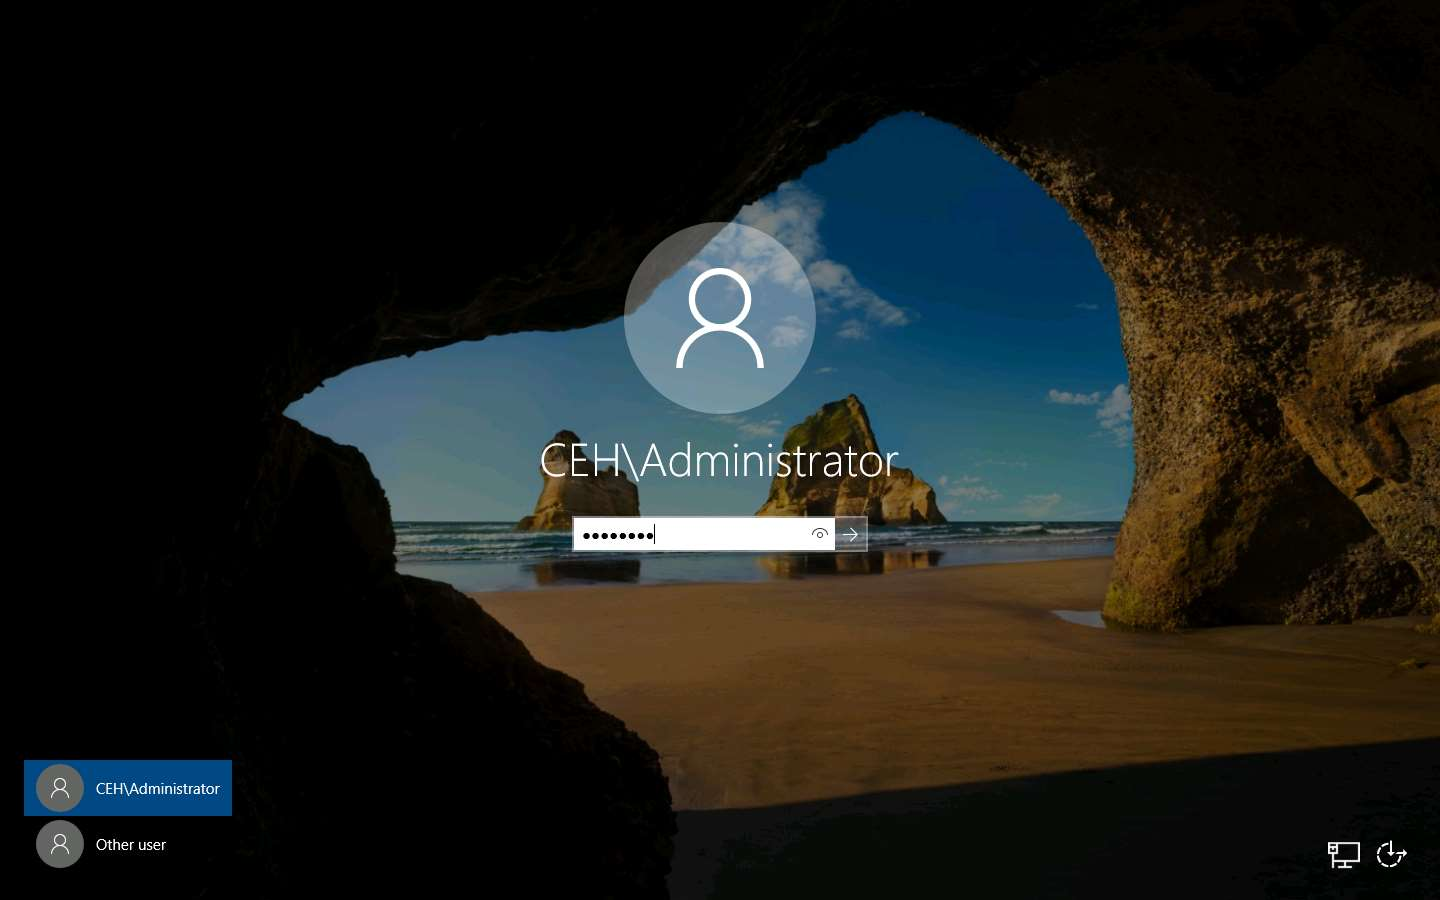 CEH\Administrator
••••••••
CEH\Administrator
Other user